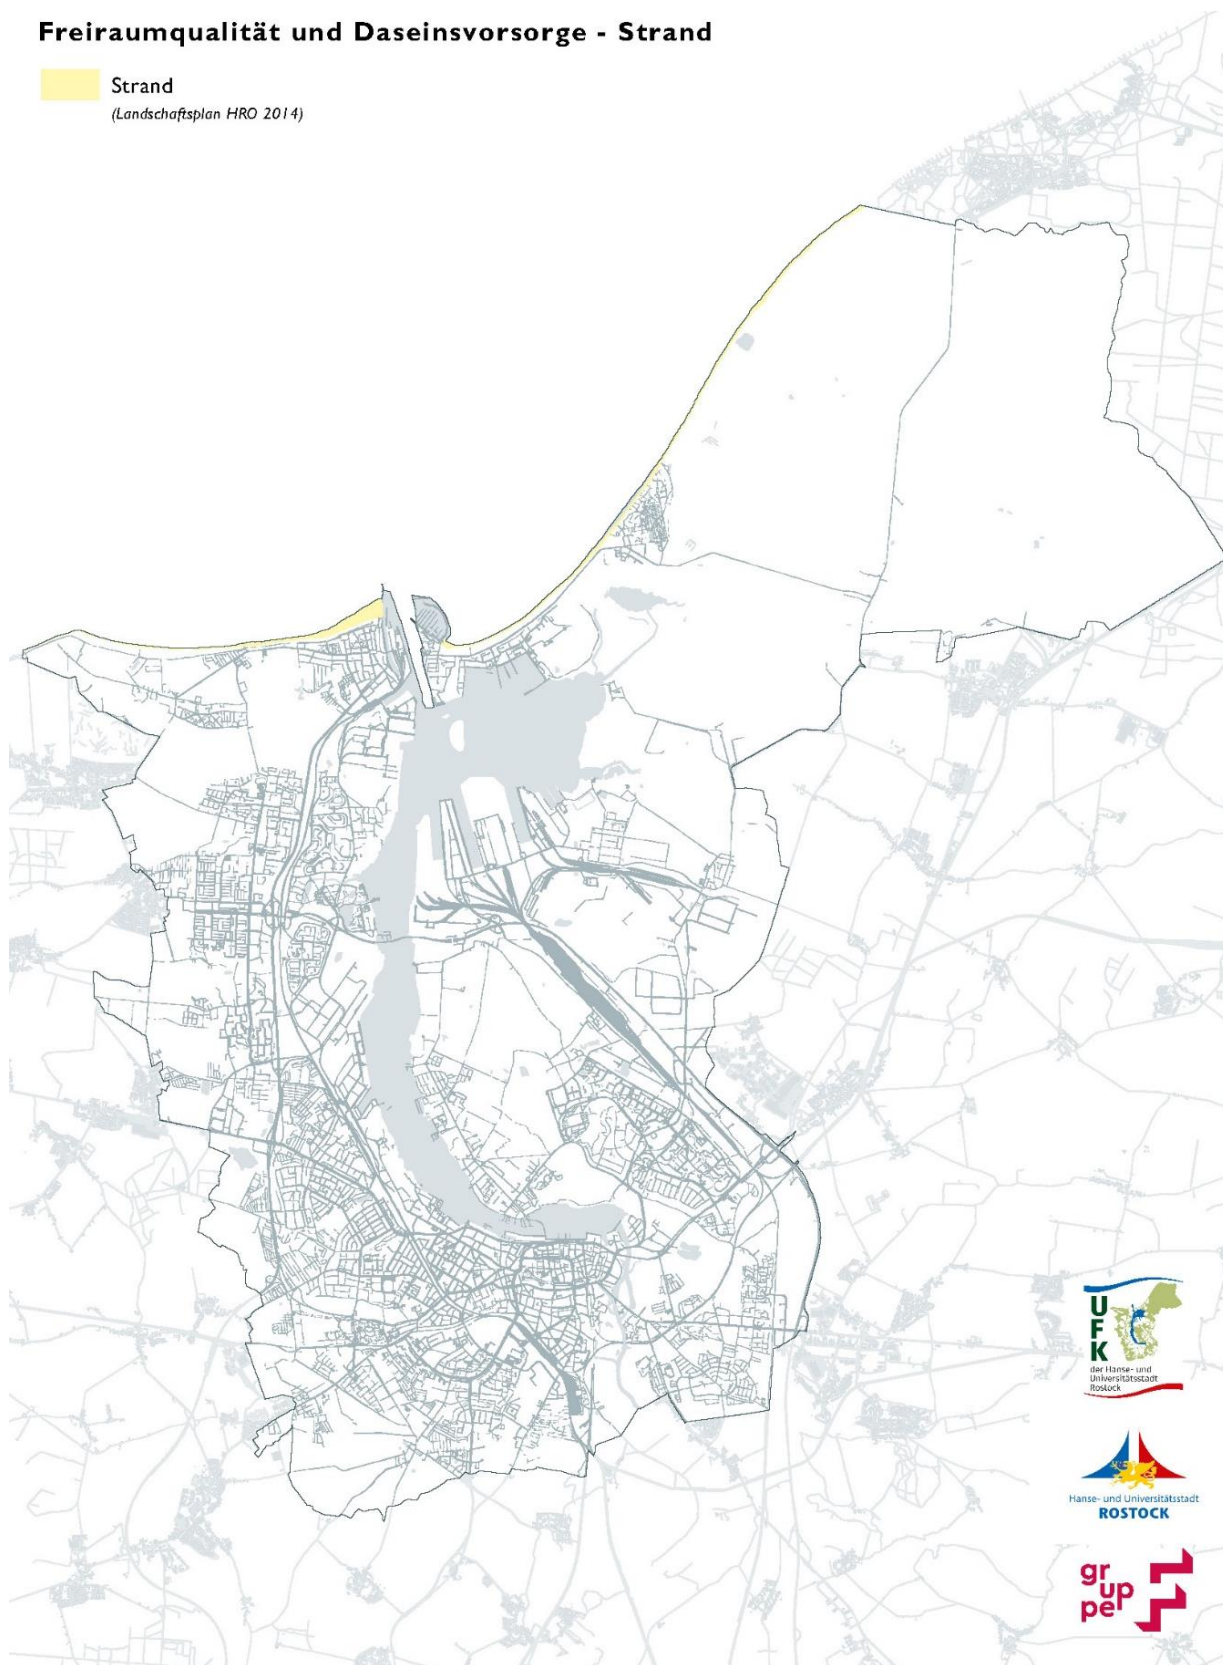 Freiraumqualität und Daseinsvorsorge - Strand
Strand
(Landschaftsplan HRO 2014)
U
F
K
der Hanse- und
Universitätsstadt
Rostock
Hanse- und Universitätsstadt
ROSTOCK
gr
up
pe